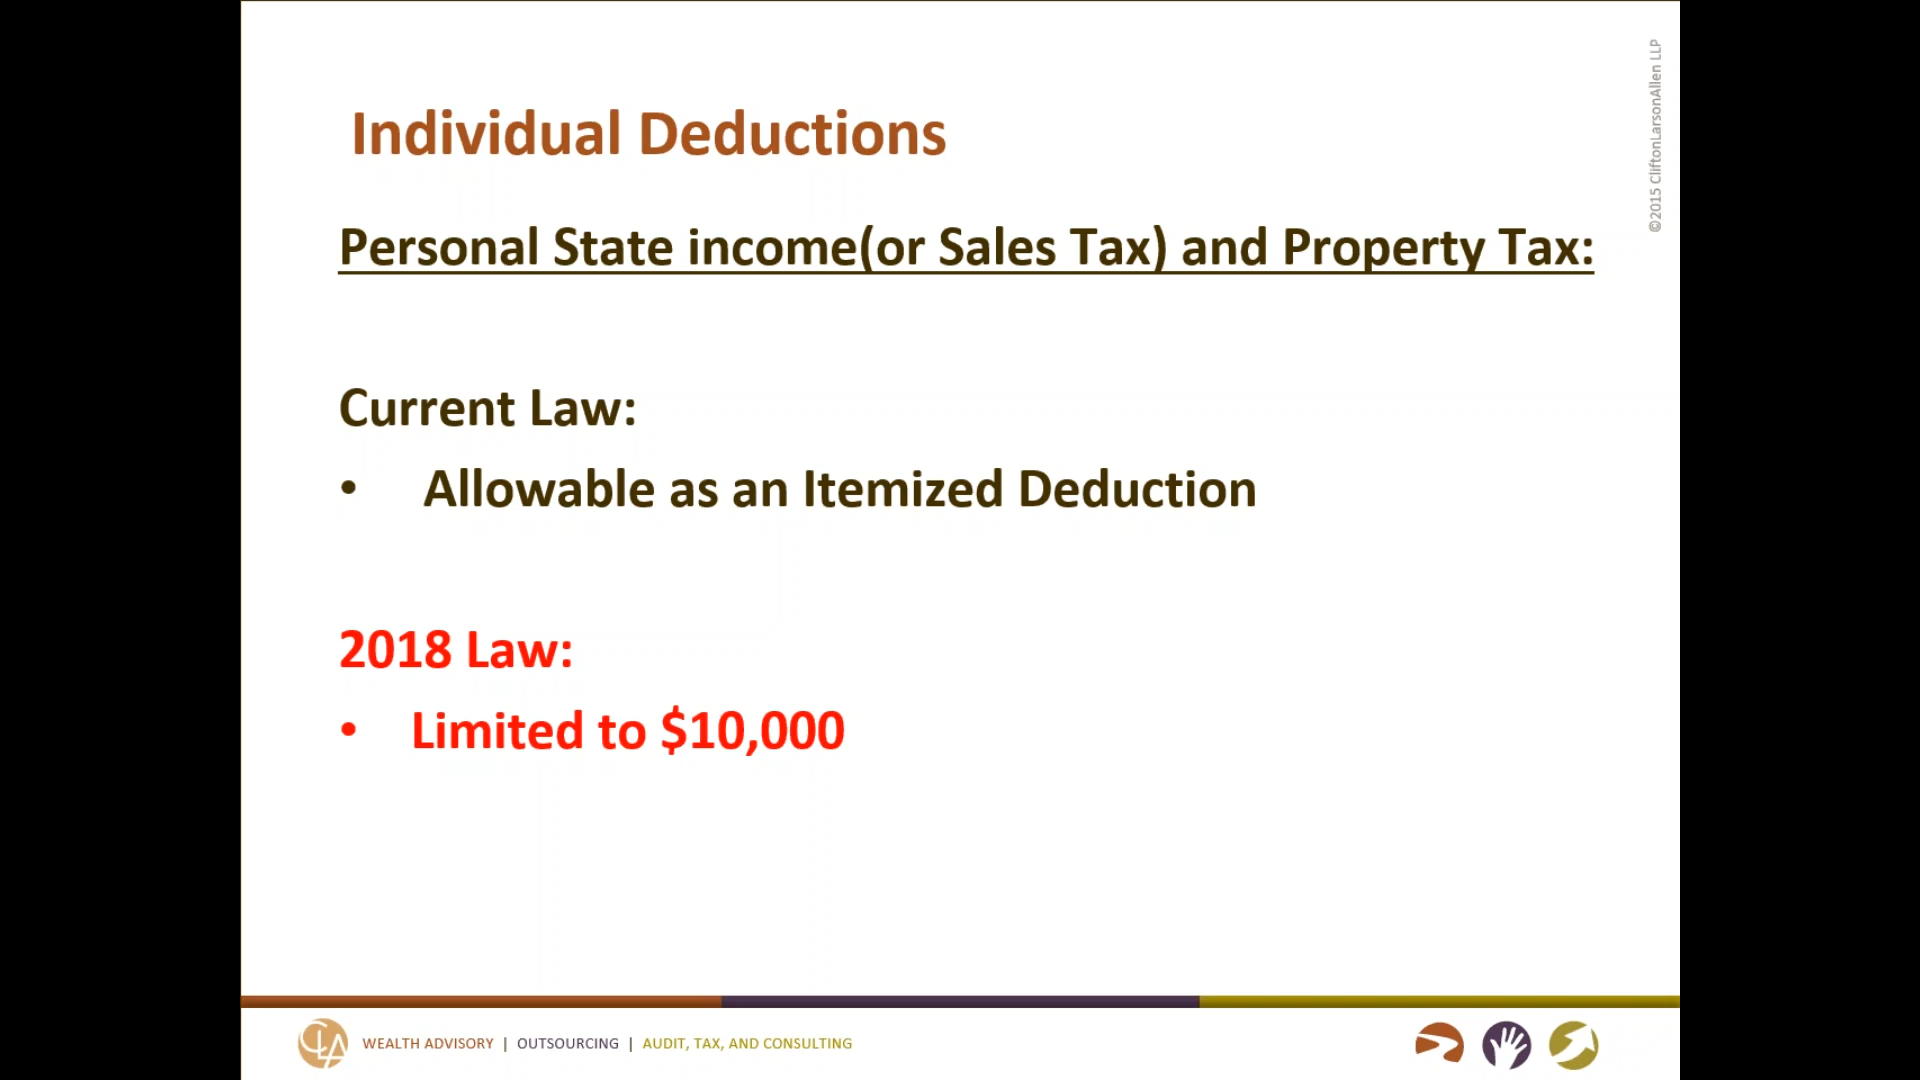 Individual Deductions
©2015 CliftonLarsonAllen LLP
Personal State income(or Sales Tax) and Property Tax:
Current Law:
• Allowable as an Itemized Deduction
2018 Law:
• Limited to $10,000
CLA
WEALTH ADVISORY | OUTSOURCING | AUDIT, TAX, AND CONSULTING